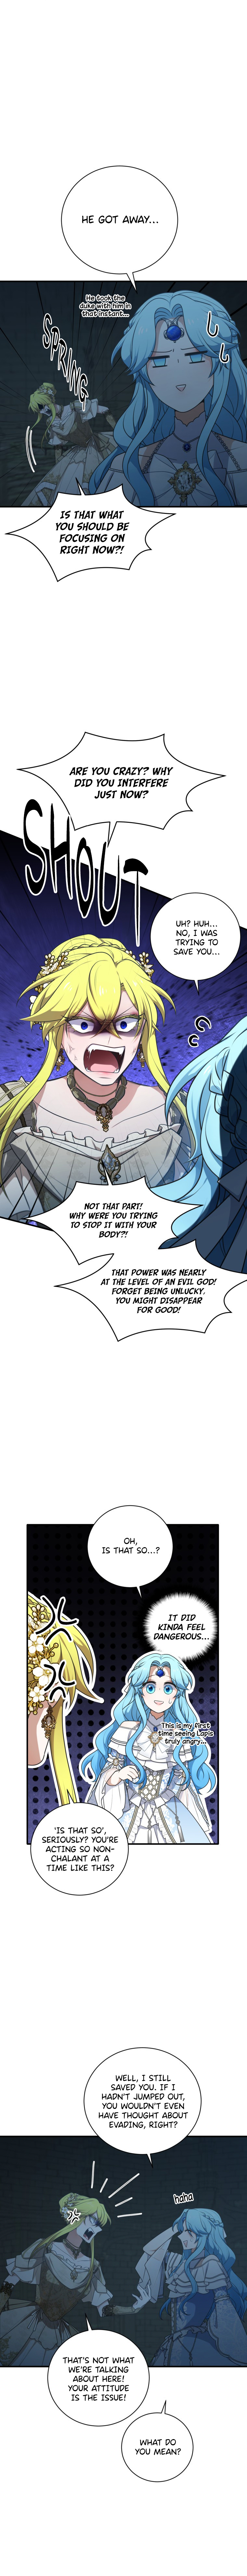 HE GOT AWAY...
He took the
duke with him in
that instant...
SPRING
IS THAT WHAT
YOU SHOULD BE
FOCUSING ON
RIGHT NOW?!
ARE YOU CRAZY? WHY
DID YOU INTERFERE
JUST NOW?
SHOUT
UH? HUH...
NO, I WAS
TRYING TO
SAVE YOU...
NOT THAT PART!
WHY WERE YOU TRYING
TO STOP IT WITH YOUR
BODY?!
THAT POWER WAS NEARLY
AT THE LEVEL OF AN EVIL GOD!
FORGET BEING UNLUCKY,
YOU MIGHT DISAPPEAR
FOR GOOD!
OH,
IS THAT SO...?
IT DID
KINDA FEEL
DANGEROUS...
This is my first
time seeing Lapis
truly angry...
'IS THAT SO',
SERIOUSLY? YOU'RE
ACTING SO NON-
CHALANT AT A
TIME LIKE THIS?
WELL, I STILL
SAVED YOU. IF I
HADN'T JUMPED OUT,
YOU WOULDN'T EVEN
HAVE THOUGHT ABOUT
EVADING, RIGHT?
haha
THAT'S NOT WHAT
WE'RE TALKING
ABOUT HERE!
YOUR ATTITUDE
IS THE ISSUE!
WHAT DO
YOU MEAN?